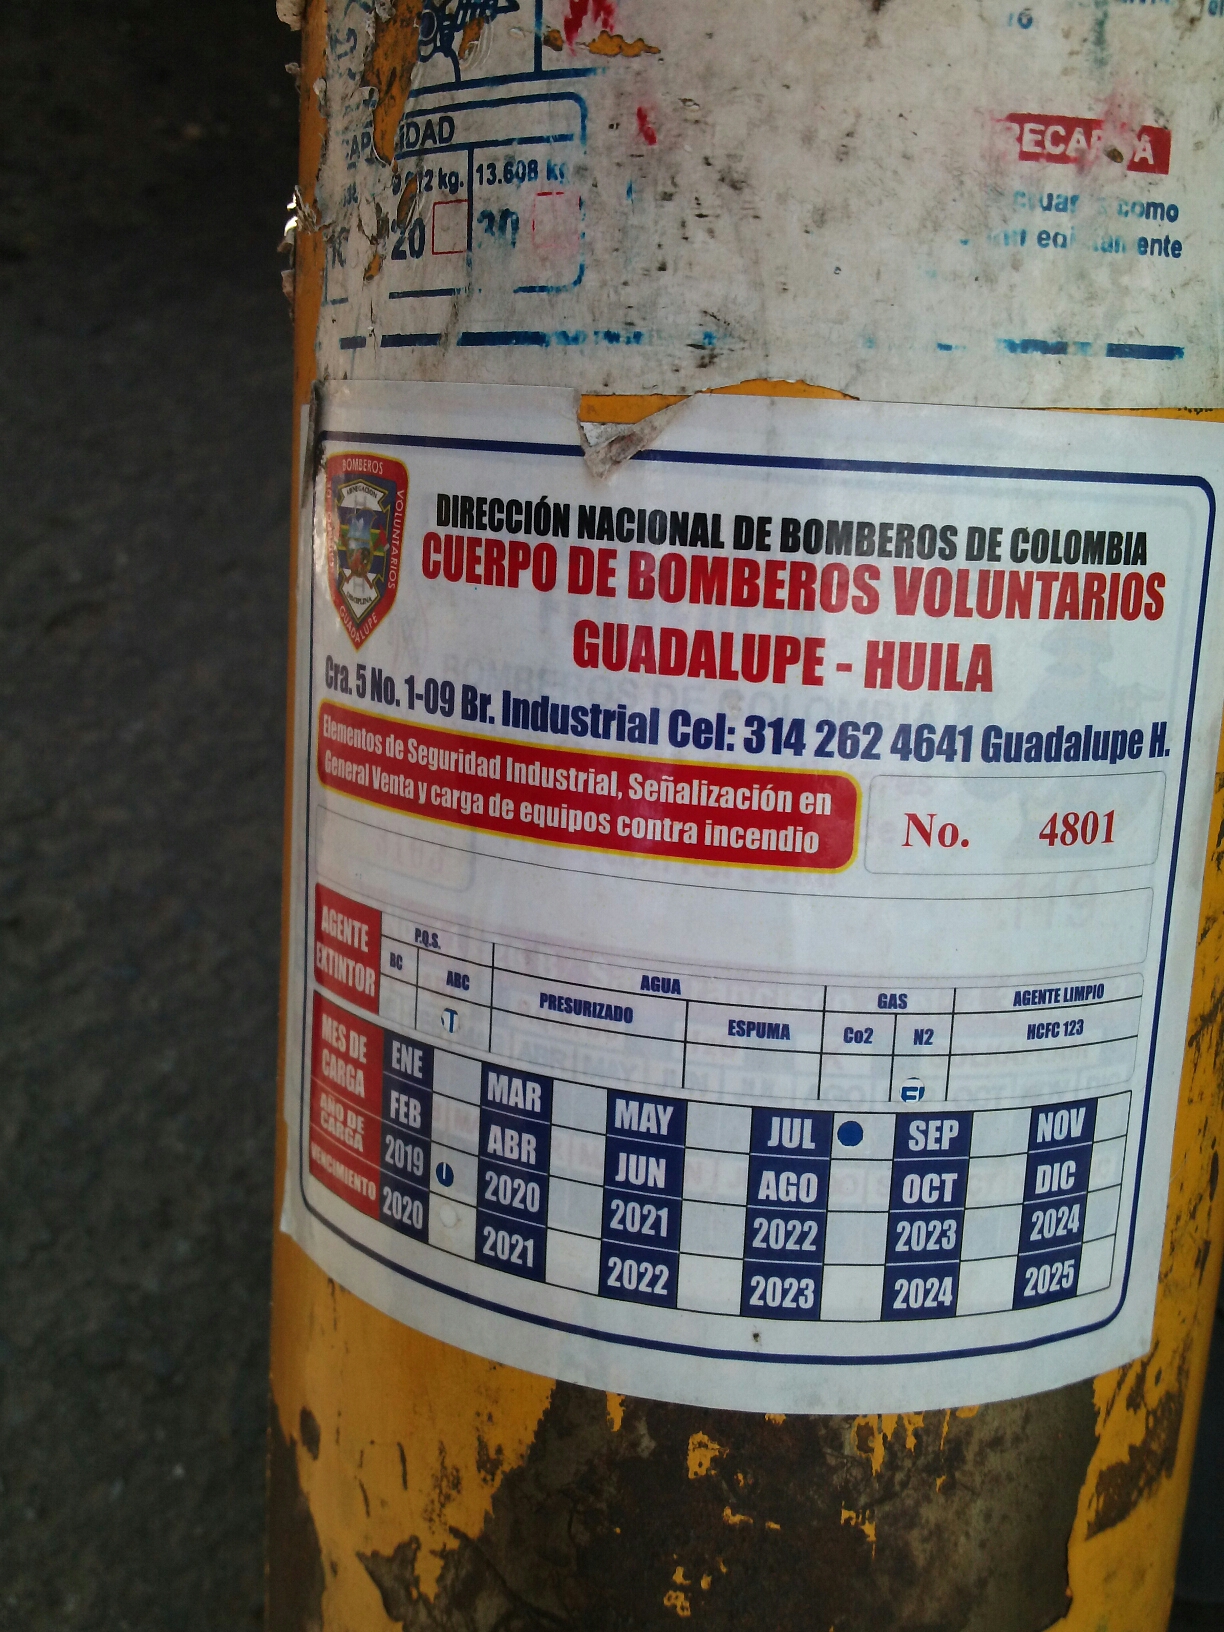 IDAD
13.608 kg
20
30
RECARGA
como
DIRECCIÓN NACIONAL DE BOMBEROS DE COLOMBIA
CUERPO DE BOMBEROS VOLUNTARIOS
GUADALUPE - HUILA
BOMBEROS
VOLUNTARIOS
GUADALUPE
DISCIPLINA
Cra. 5 No. 1-09 Br. Industrial Cel: 314 262 4641 Guadalupe H.
Elementos de Seguridad Industrial, Señalización en
General Venta y carga de equipos contra incendio
No. 4801
AGENTE
EXTINTOR
P.Q.S.
BC
ABC
AGUA
PRESURIZADO
ESPUMA
GAS
Co2
N2
AGENTE LIMPIO
HCFC 123
MES DE
CARGA
ENE MAR MAY JUL SEP NOV
FEB ABR JUN AGO OCT DIC
AÑO DE
CARGA
2019 2020 2021 2022 2023 2024
VENCIMIENTO
2020 2021 2022 2023 2024 2025